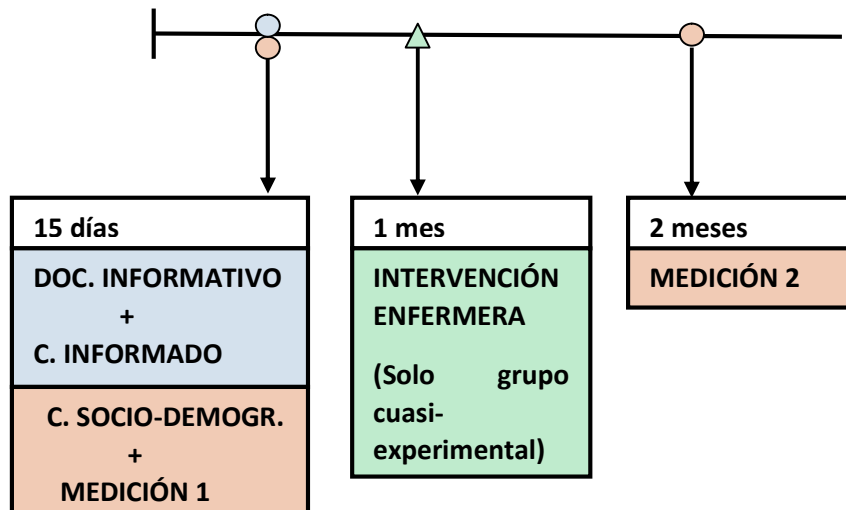 15 días
DOC. INFORMATIVO
+
C. INFORMADO
C. SOCIO-DEMOGR.
+
MEDICIÓN 1
1 mes
INTERVENCIÓN
ENFERMERA
(Solo grupo
cuasi-
experimental)
2 meses
MEDICIÓN 2